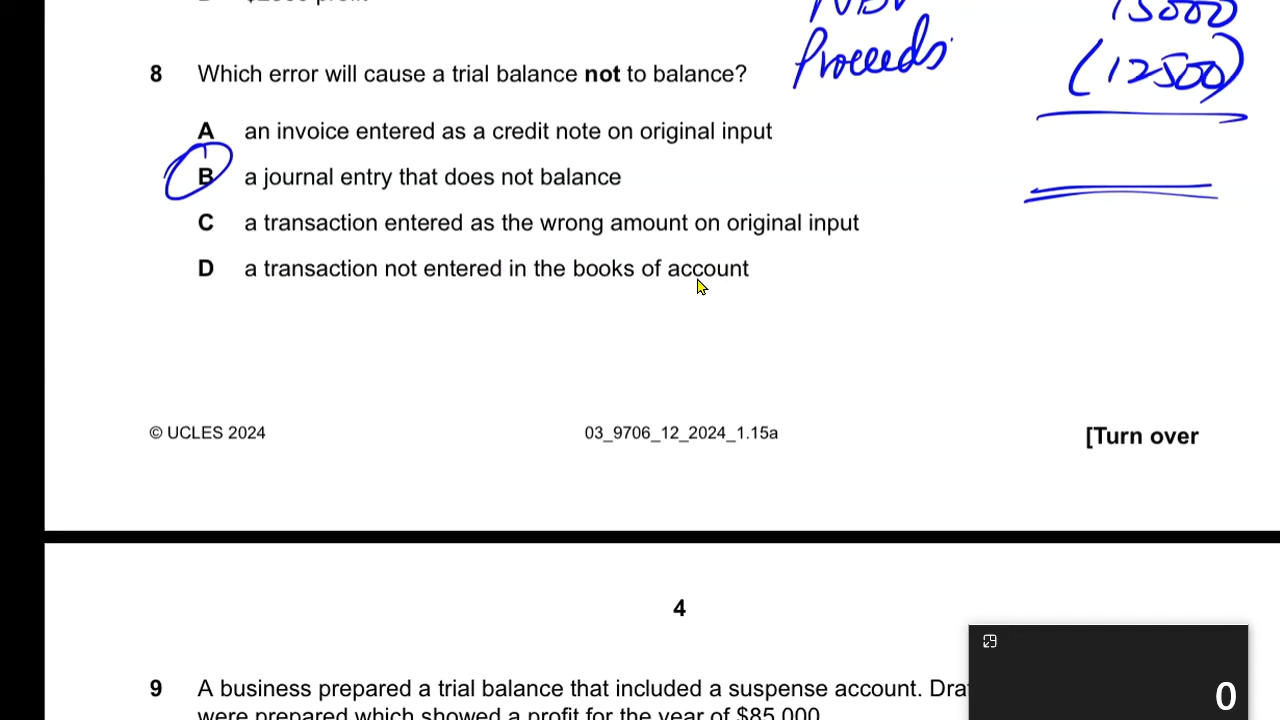 15000
Proceeds
(12500)
8 Which error will cause a trial balance not to balance?
A an invoice entered as a credit note on original input
B a journal entry that does not balance
C a transaction entered as the wrong amount on original input
D a transaction not entered in the books of account
© UCLES 2024 03_9706_12_2024_1.15a [Turn over
4
9 A business prepared a trial balance that included a suspense account.
were prepared which showed a profit for the year of $85 000
0